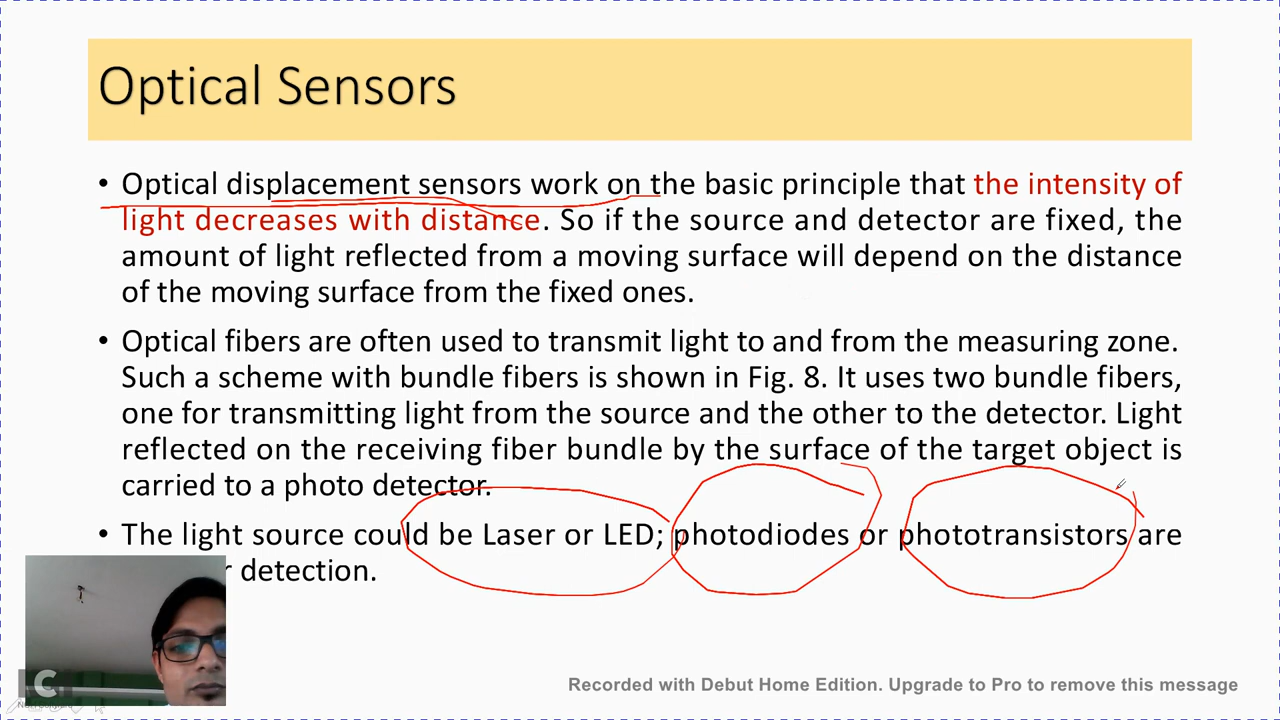 Optical Sensors
• Optical displacement sensors work on the basic principle that the intensity of
light decreases with distance. So if the source and detector are fixed, the
amount of light reflected from a moving surface will depend on the distance
of the moving surface from the fixed ones.
• Optical fibers are often used to transmit light to and from the measuring zone.
Such a scheme with bundle fibers is shown in Fig. 8. It uses two bundle fibers,
one for transmitting light from the source and the other to the detector. Light
reflected on the receiving fiber bundle by the surface of the target object is
carried to a photo detector.
• The light source could be Laser or LED; photodiodes or phototransistors are
detection.
Recorded with Debut Home Edition. Upgrade to Pro to remove this message